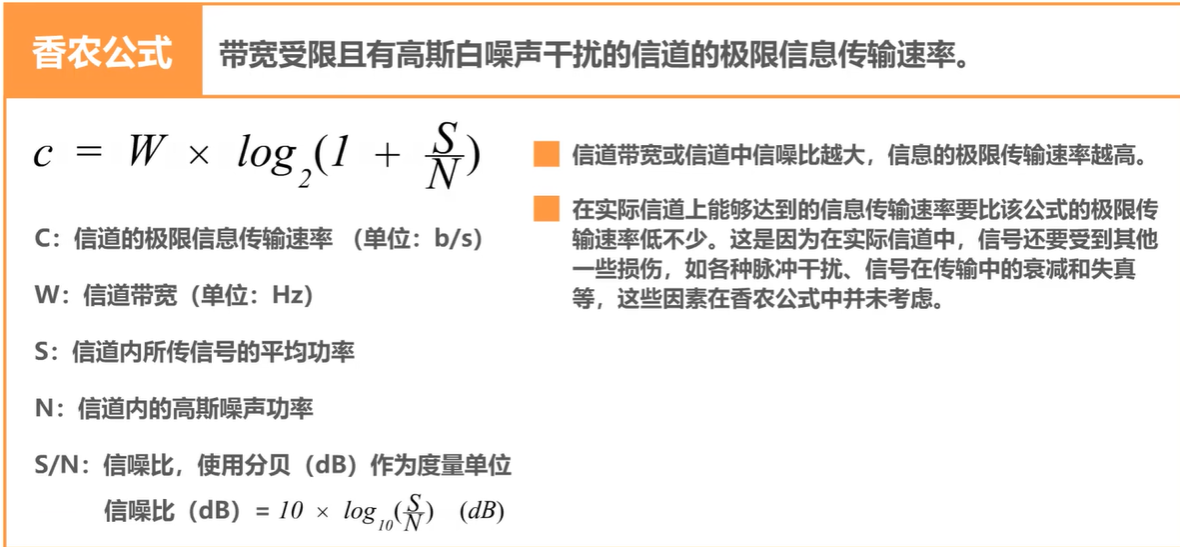 香农公式
带宽受限且有高斯白噪声干扰的信道的极限信息传输速率。
c = W × log₂(1 + S/N)
C：信道的极限信息传输速率 （单位：b/s）
W：信道带宽（单位：Hz）
S：信道内所传信号的平均功率
N：信道内的高斯噪声功率
S/N：信噪比，使用分贝（dB）作为度量单位
信噪比（dB）= 10 × log₁₀(S/N) (dB)
信道带宽或信道中信噪比越大，信息的极限传输速率越高。
在实际信道上能够达到的信息传输速率要比该公式的极限传
输速率低不少。这是因为在实际信道中，信号还要受到其他
一些损伤，如各种脉冲干扰、信号在传输中的衰减和失真
等，这些因素在香农公式中并未考虑。